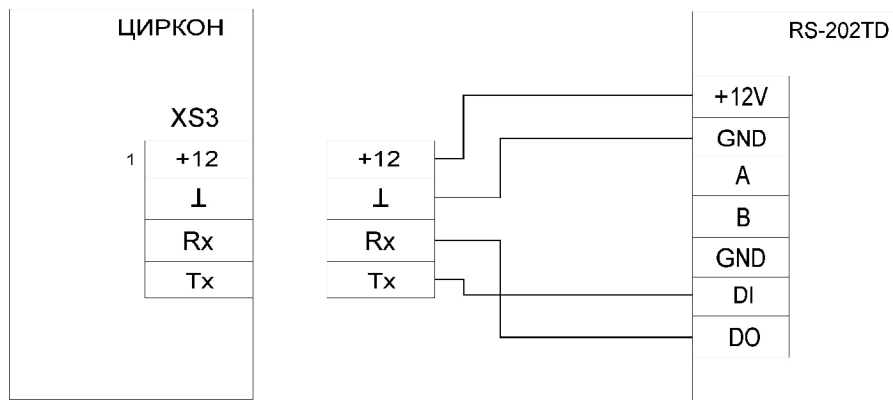 ЦИРКОН
XS3
1
+12
⊥
Rx
Tx
+12
⊥
Rx
Tx
RS-202TD
+12V
GND
A
B
GND
DI
DO